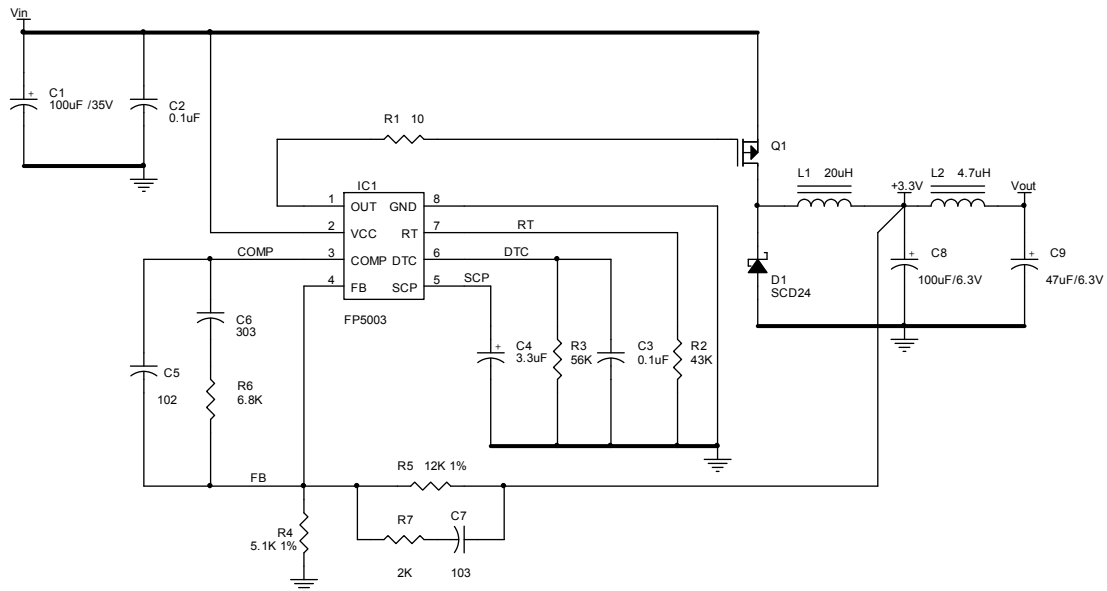 Vin
C1
100uF /35V
C2
0.1uF
R1 10
Q1
IC1
1 OUT GND 8
2 VCC RT 7 RT
COMP 3 COMP DTC 6 DTC
4 FB SCP 5 SCP
FP5003
L1 20uH
+3.3V
L2 4.7uH
Vout
D1
SCD24
C8
100uF/6.3V
C9
47uF/6.3V
C6
303
C5
102
R6
6.8K
C4
3.3uF
R3
56K
C3
0.1uF
R2
43K
FB
R5 12K 1%
R4
5.1K 1%
R7
2K
C7
103